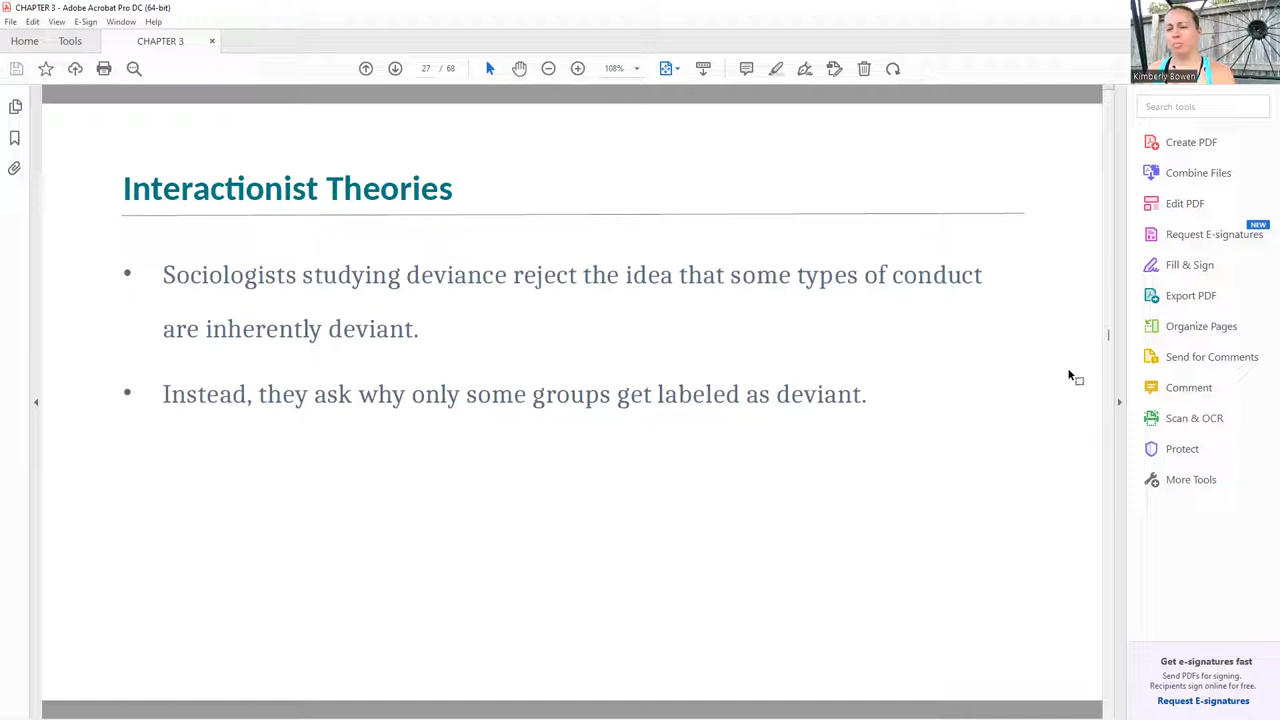 CHAPTER 3 - Adobe Acrobat Pro DC (64-bit)
File Edit View E-Sign Window Help
Home Tools CHAPTER 3 ×
27 / 68 108%
Kimberly Bowen
Search tools
Create PDF
Combine Files
Edit PDF
NEW
Request E-signatures
Fill & Sign
Export PDF
Organize Pages
Send for Comments
Comment
Scan & OCR
Protect
More Tools
Interactionist Theories
• Sociologists studying deviance reject the idea that some types of conduct
are inherently deviant.
• Instead, they ask why only some groups get labeled as deviant.
Get e-signatures fast
Send PDFs for signing.
Recipients sign online for free.
Request E-signatures